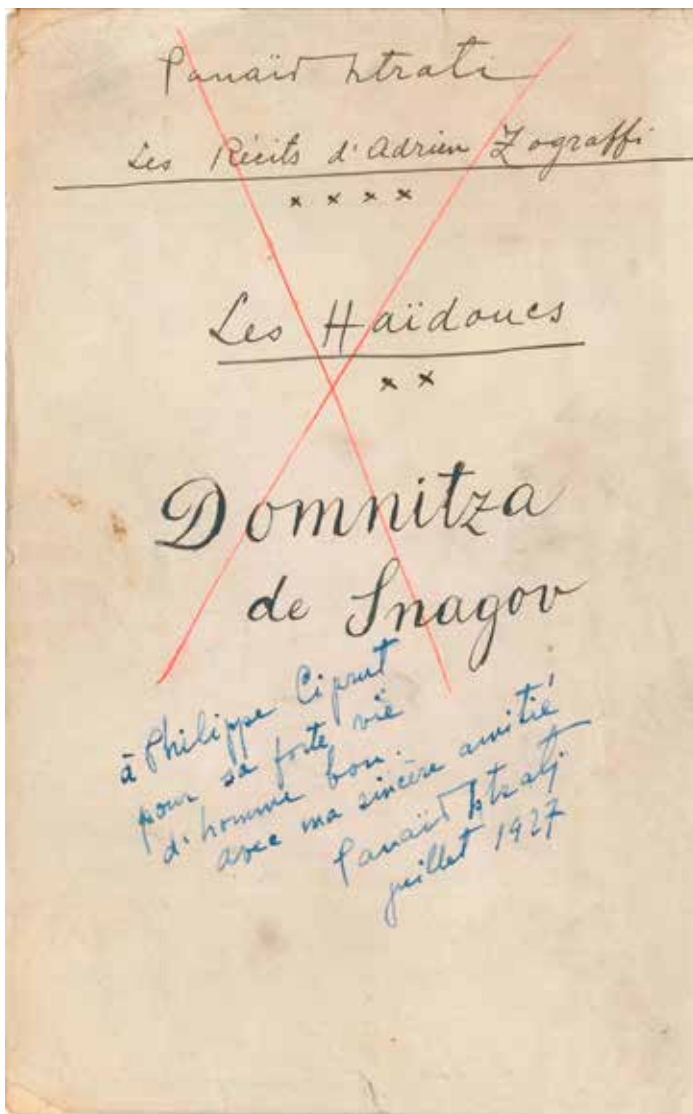 Panaït Istrati
Les Récits d'Adrien Zograffi
x x x x
Les Haïdoucs
x x
Domnitza
de Snagov
à Philippe Ciprut
pour sa forte vie
d'homme bon.
avec ma sincère amitié
Panaït Istrati
juillet 1927